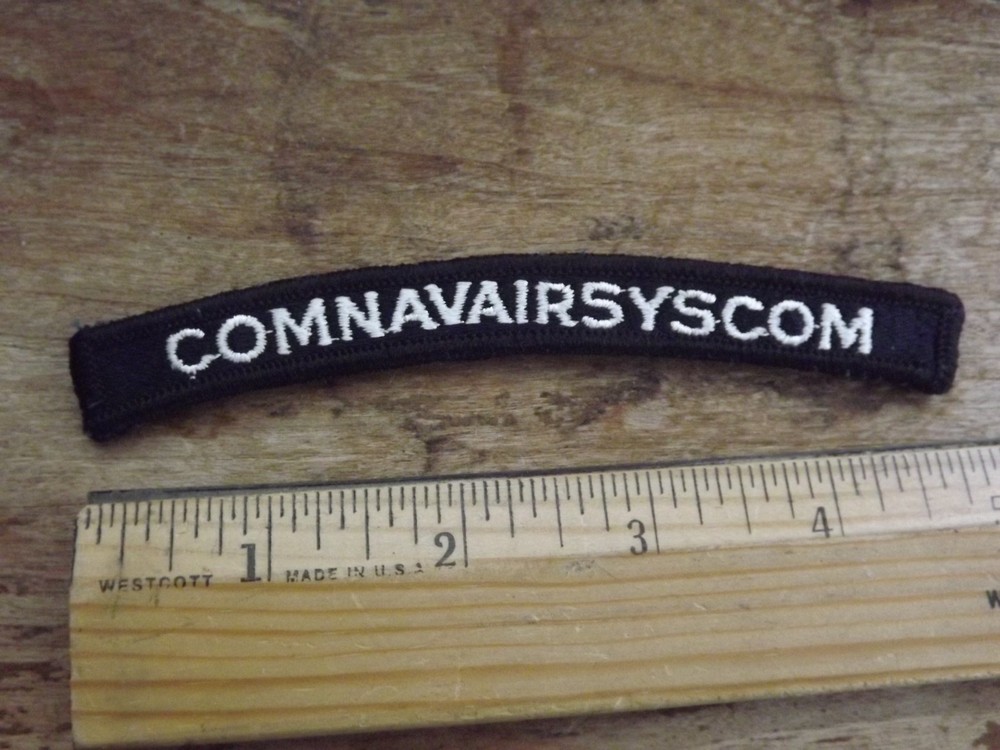 COMNAVAIRSYSCOM
1 2 3 4
WESTCOTT MADE IN U.S.A